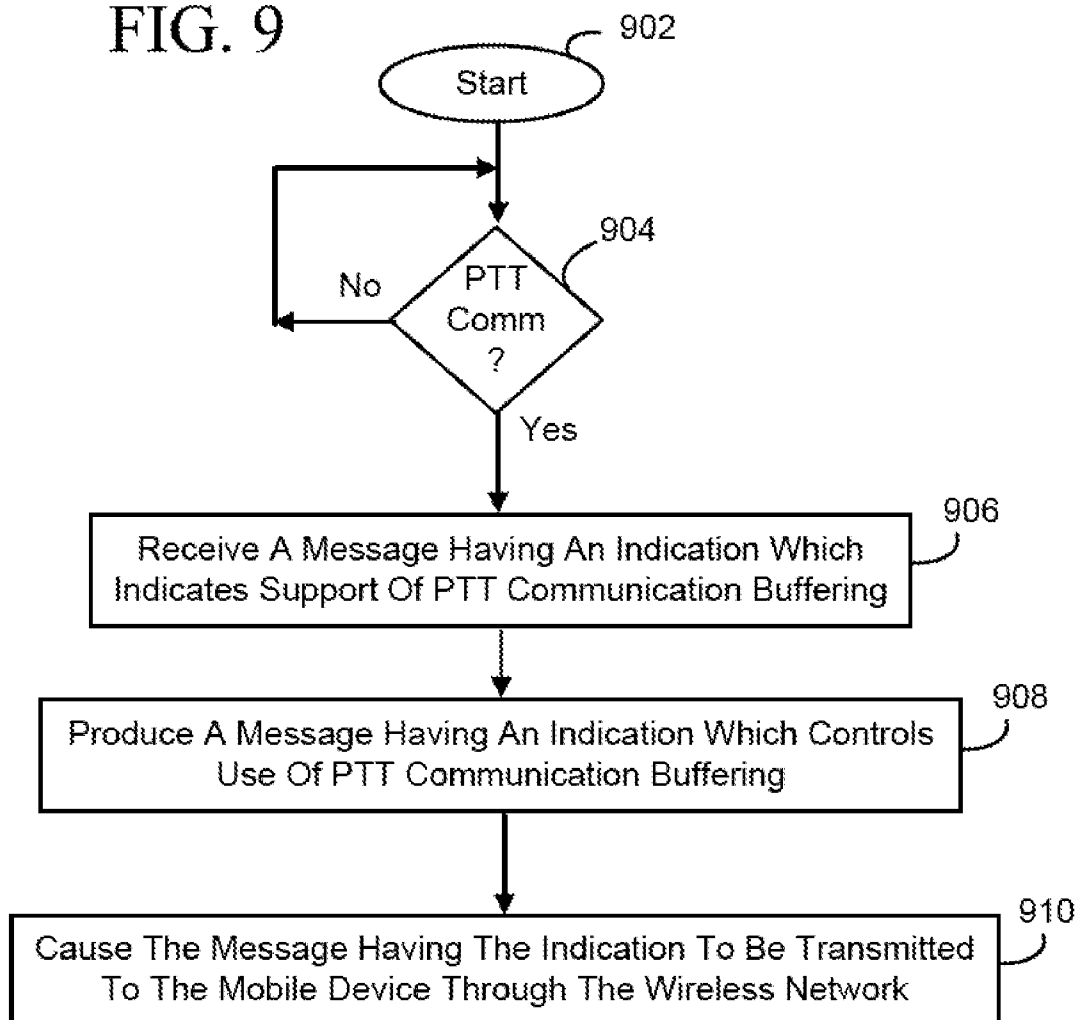 FIG. 9
902
Start
904
PTT
Comm
?
No
Yes
906
Receive A Message Having An Indication Which
Indicates Support Of PTT Communication Buffering
908
Produce A Message Having An Indication Which Controls
Use Of PTT Communication Buffering
910
Cause The Message Having The Indication To Be Transmitted
To The Mobile Device Through The Wireless Network